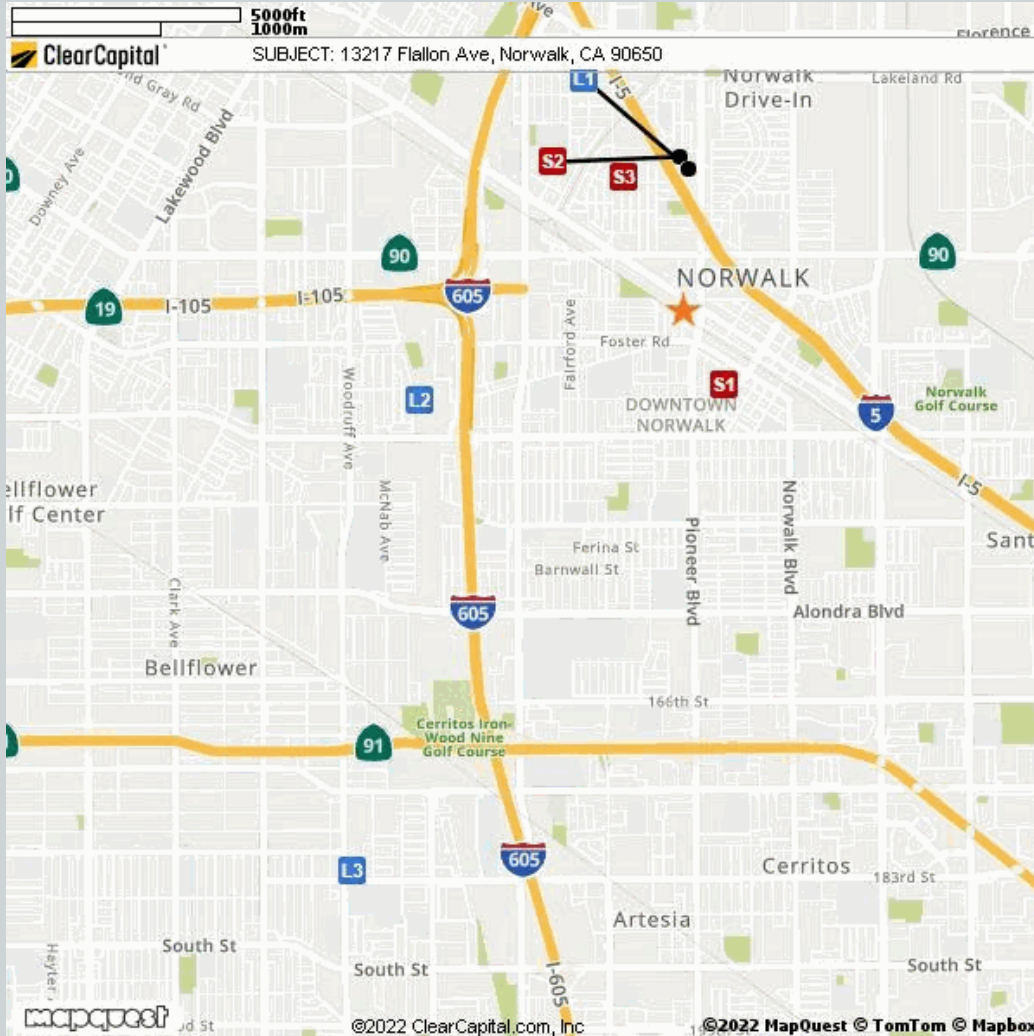 5000ft
1000m
ClearCapital
SUBJECT: 13217 Flallon Ave, Norwalk, CA 90650
Florence
L1
I-5
Norwalk
Drive-In
Lakeland Rd
Gray Rd
Lakewood Blvd
Downey Ave
S2
S3
90
90
NORWALK
19
I-105
I-105
605
Fairford Ave
Foster Rd
S1
L2
Woodruff Ave
DOWNTOWN
NORWALK
5
Norwalk
Golf Course
I-5
ellflower
lf Center
McNab Ave
Norwalk Blvd
Pioneer Blvd
Sant
Ferina St
Barnwall St
Clark Ave
605
Alondra Blvd
Bellflower
166th St
Cerritos Iron-
Wood Nine
Golf Course
91
605
L3
Cerritos
183rd St
Artesia
South St
South St
South St
Hayter
I-605
mapquest
©2022 ClearCapital.com, Inc
©2022 MapQuest © TomTom © Mapbo